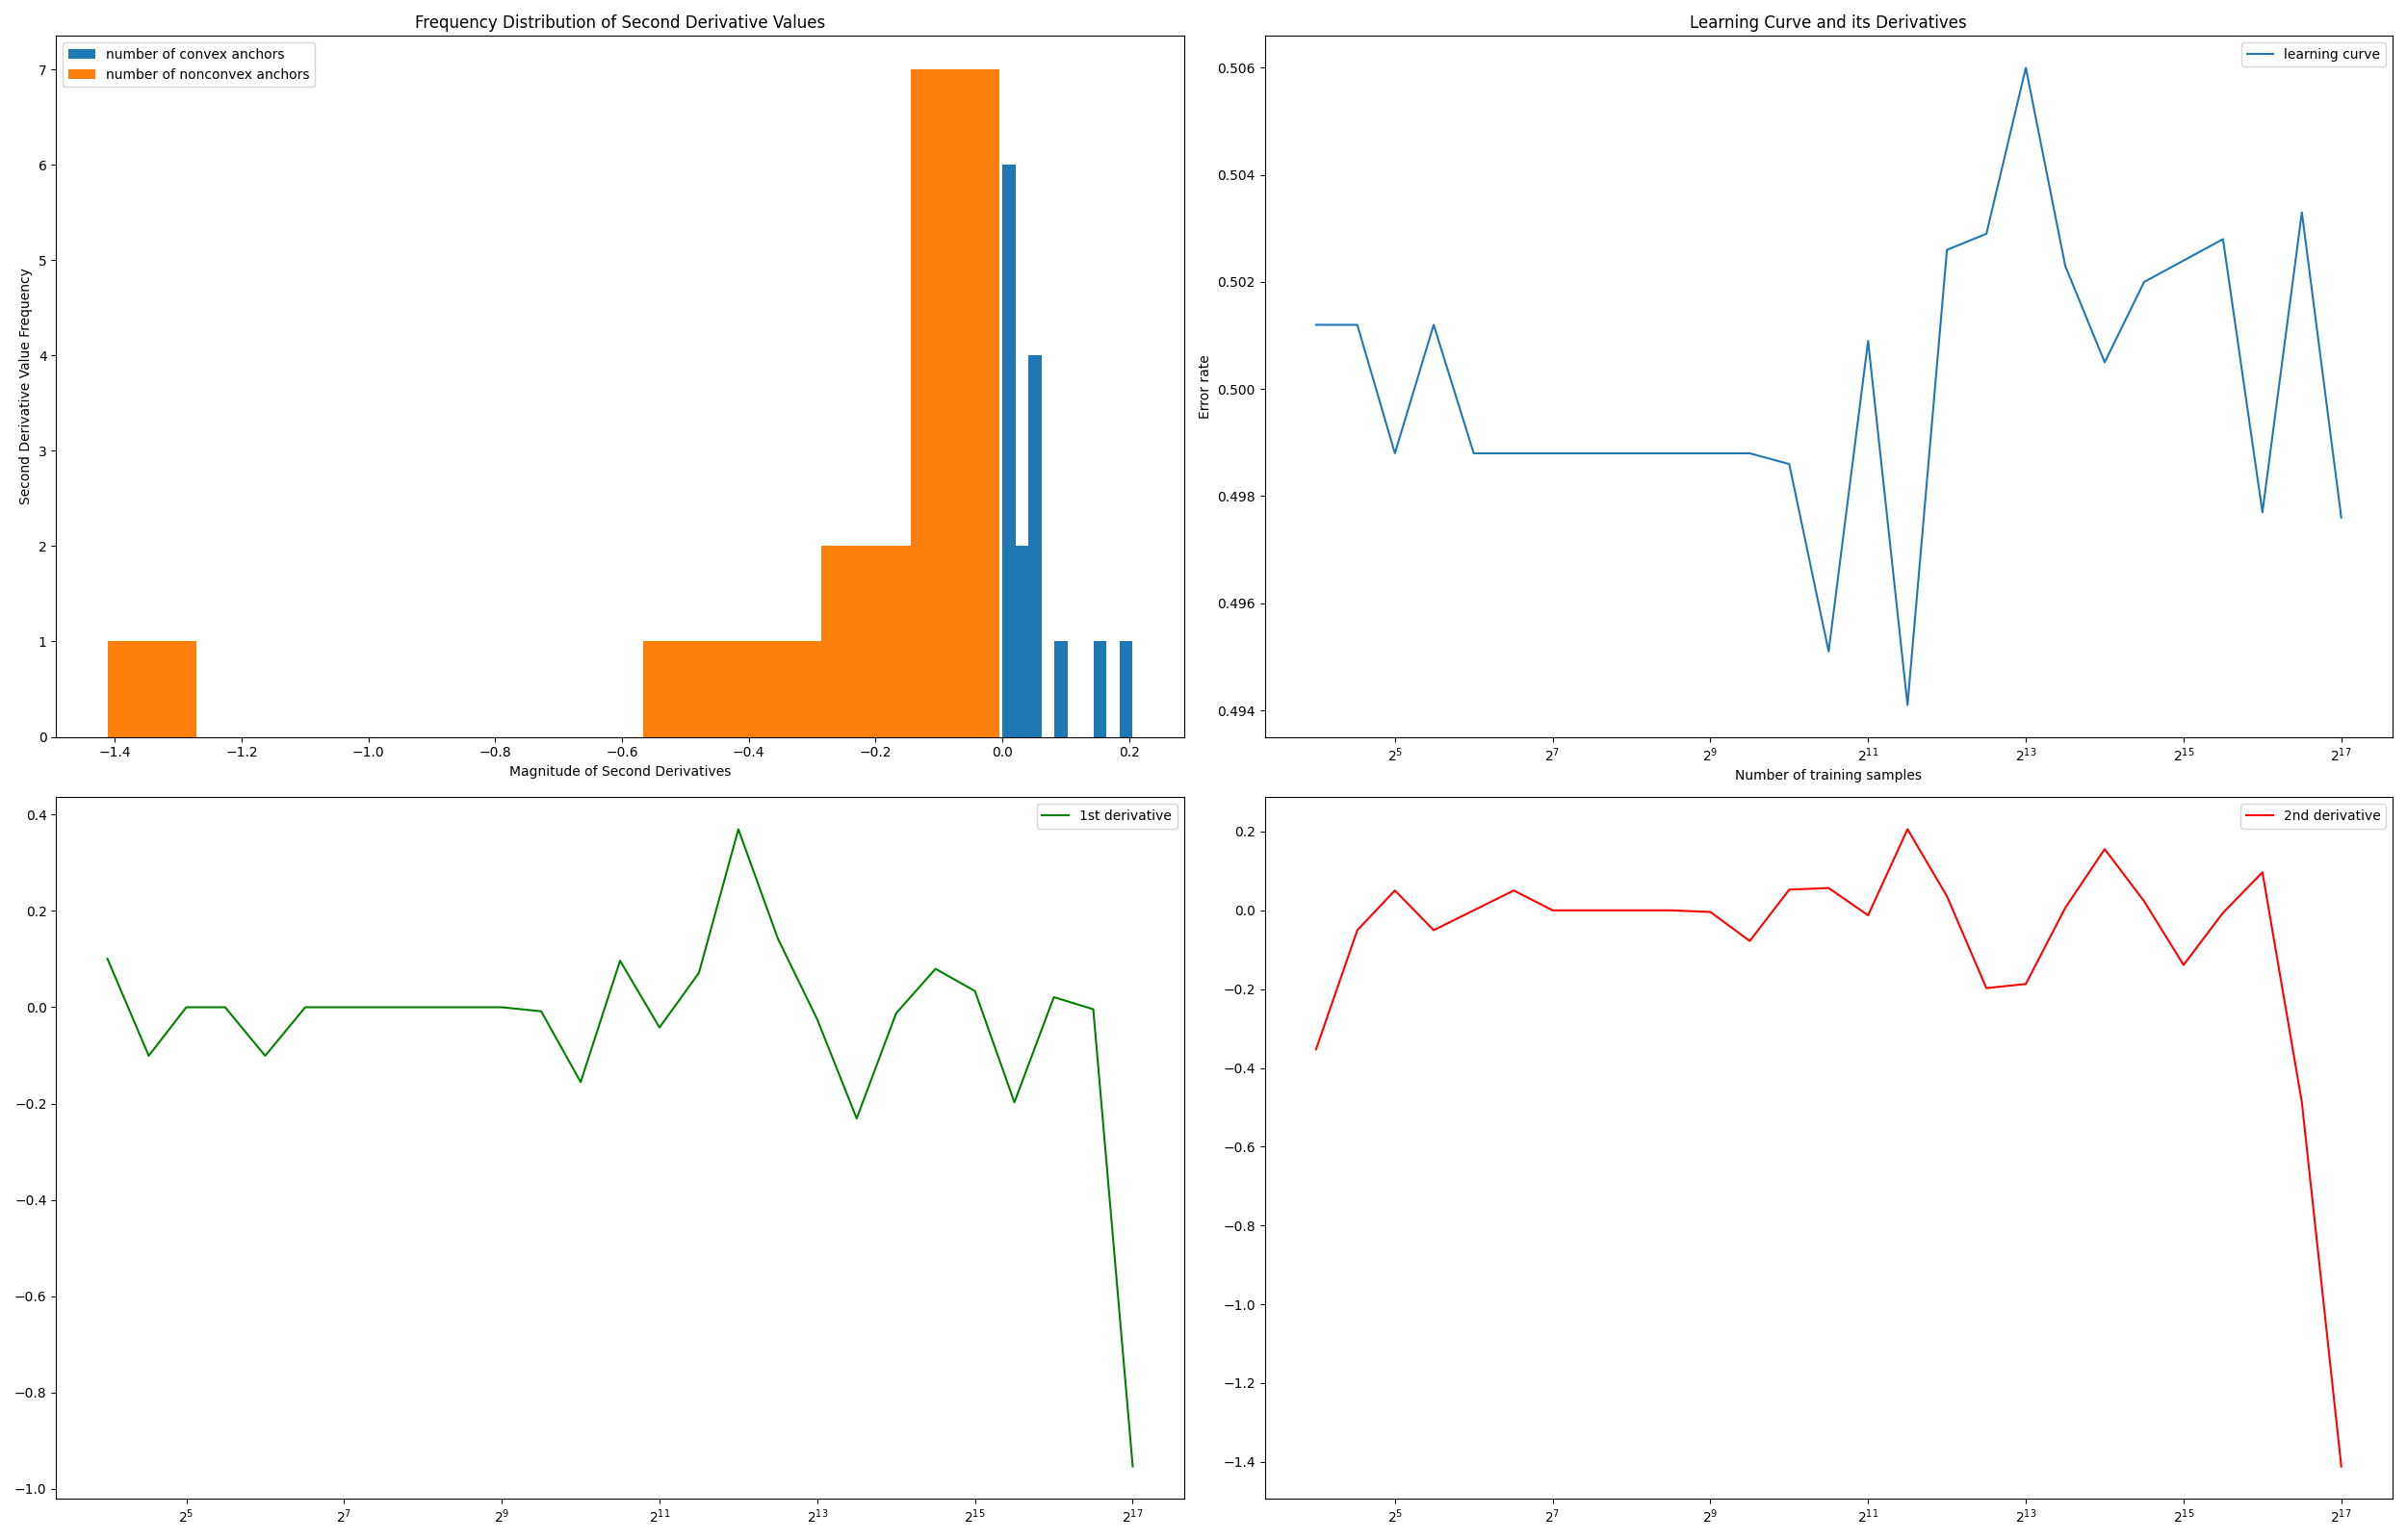 Frequency Distribution of Second Derivative Values
number of convex anchors
number of nonconvex anchors
Second Derivative Value Frequency
7
6
5
4
3
2
1
0
−1.4 −1.2 −1.0 −0.8 −0.6 −0.4 −0.2 0.0 0.2
Magnitude of Second Derivatives
Learning Curve and its Derivatives
learning curve
Error rate
0.506
0.504
0.502
0.500
0.498
0.496
0.494
2^5 2^7 2^9 2^11 2^13 2^15 2^17
Number of training samples
1st derivative
0.4
0.2
0.0
−0.2
−0.4
−0.6
−0.8
−1.0
2^5 2^7 2^9 2^11 2^13 2^15 2^17
2nd derivative
0.2
0.0
−0.2
−0.4
−0.6
−0.8
−1.0
−1.2
−1.4
2^5 2^7 2^9 2^11 2^13 2^15 2^17